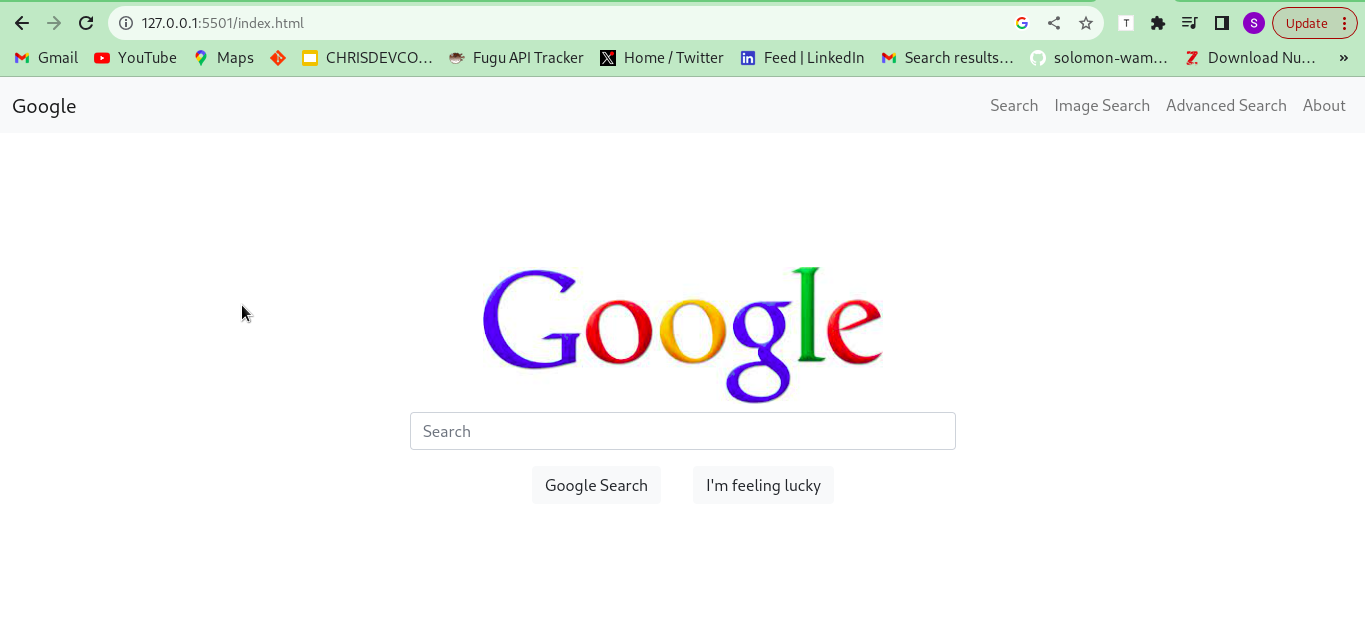 127.0.0.1:5501/index.html
T
S
Update
Gmail YouTube Maps CHRISDEVCO... Fugu API Tracker Home / Twitter Feed | LinkedIn Search results... solomon-wam... Download Nu... »
Google Search Image Search Advanced Search About
Google
Search
Google Search I'm feeling lucky